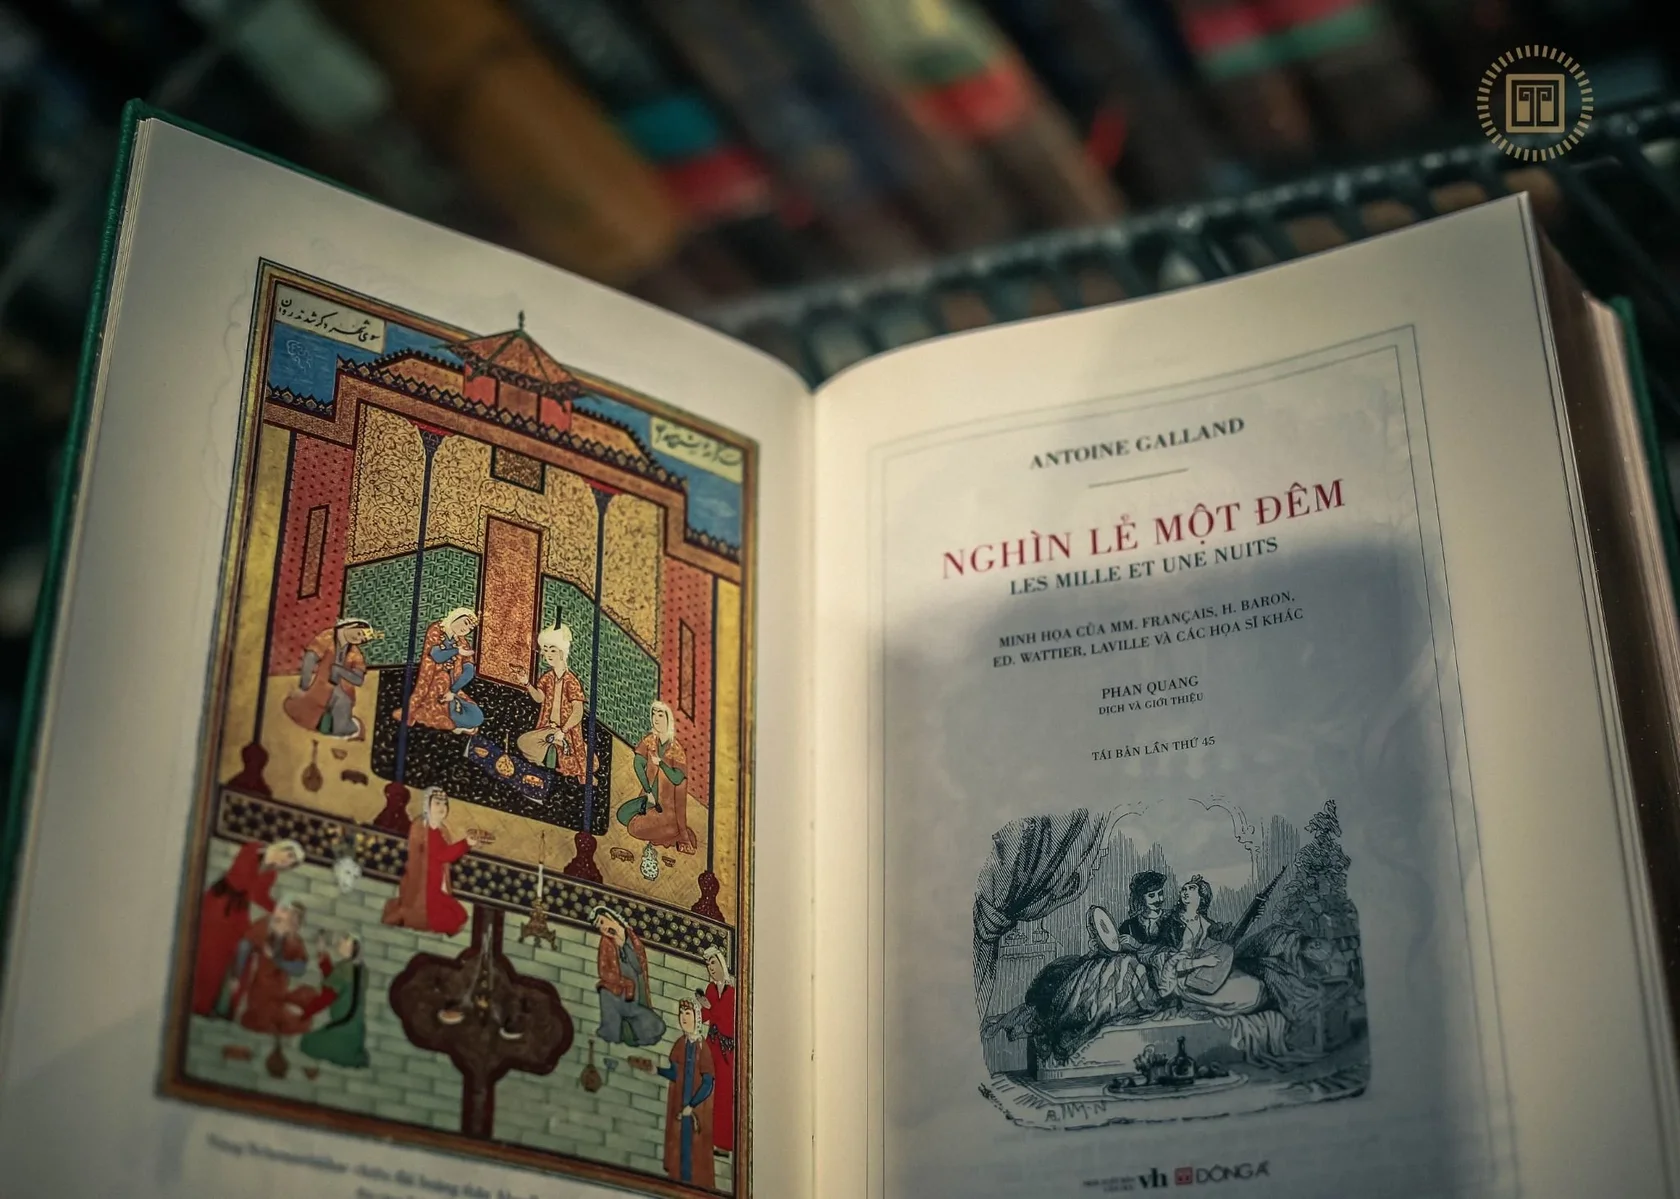 ANTOINE GALLAND
NGHÌN LẺ MỘT ĐÊM
LES MILLE ET UNE NUITS
MINH HỌA CỦA MM. FRANÇAIS, H. BARON,
ED. WATTIER, LAVILLE VÀ CÁC HỌA SĨ KHÁC
PHAN QUANG
DỊCH VÀ GIỚI THIỆU
TÁI BẢN LẦN THỨ 45
vh ĐÔNG A